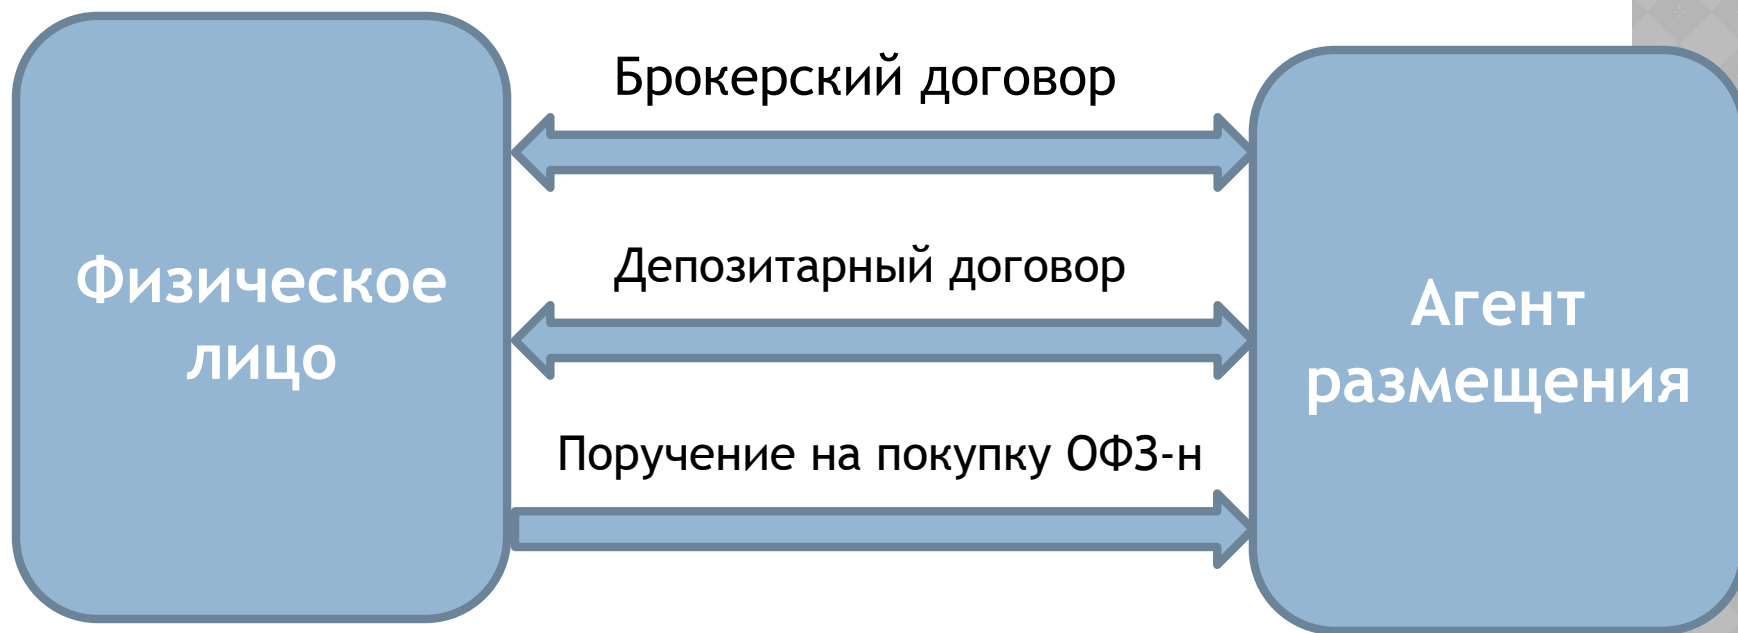 Брокерский договор
Депозитарный договор
Физическое
лицо
Агент
размещения
Поручение на покупку ОФЗ-н